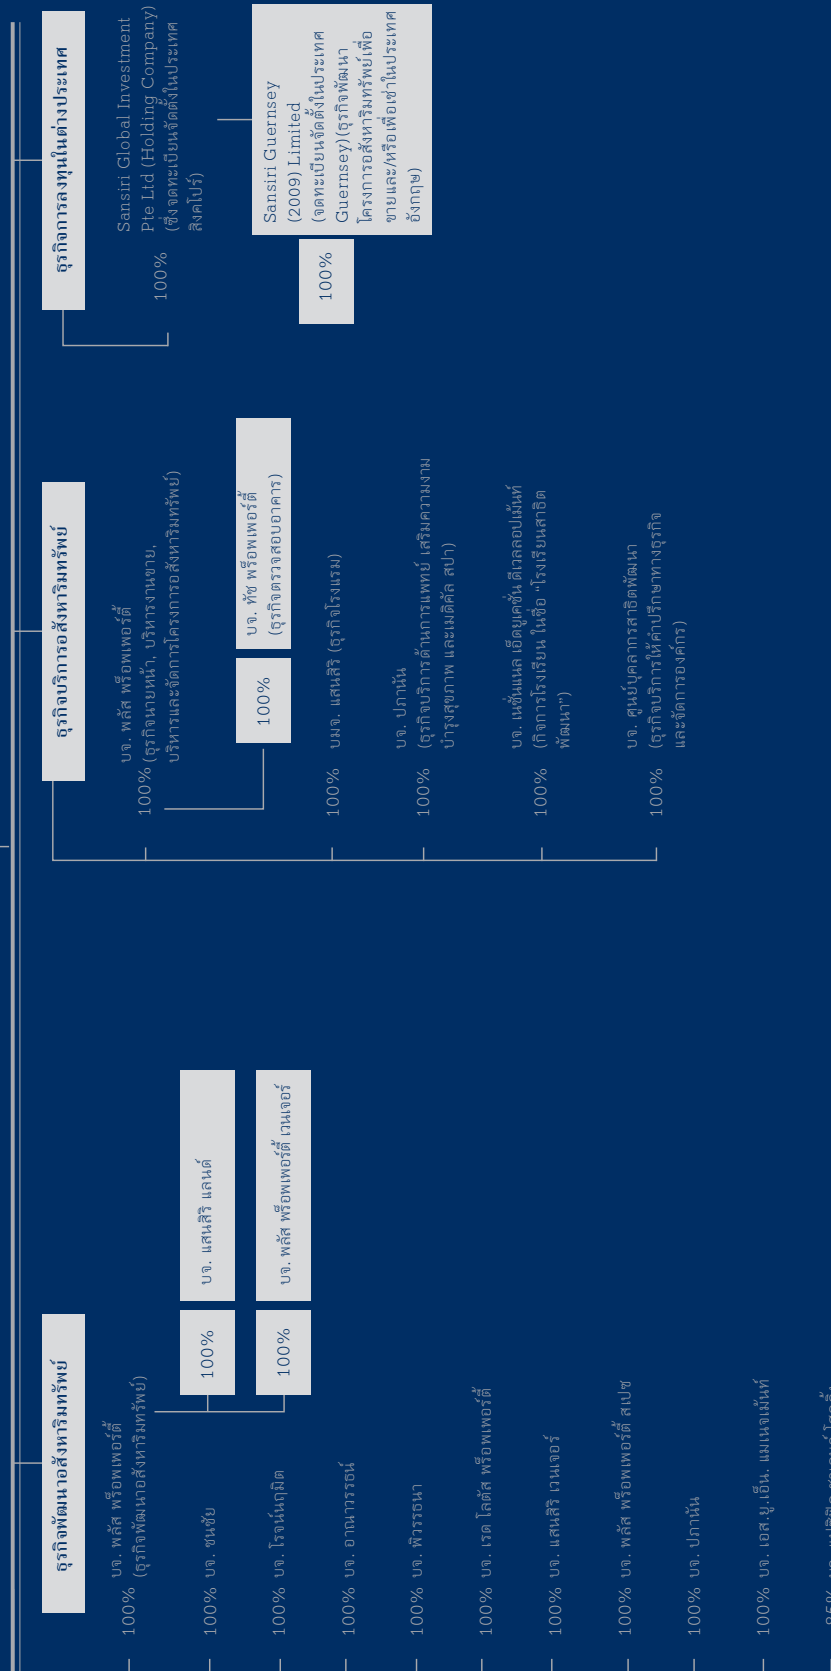 ธุรกิจพัฒนาอสังหาริมทรัพย์
100%
บจ. พลัส พร็อพเพอร์ตี้
(ธุรกิจพัฒนาอสังหาริมทรัพย์)
100%
บจ. แสนสิริ แลนด์
100%
บจ. พลัส พร็อพเพอร์ตี้ เวนเจอร์
100% บจ. ชนชัย
100% บจ. โรจน์นฤมิต
100% บจ. อาณาวรรธน์
100% บจ. พิวรรธนา
100% บจ. เรด โลตัส พร็อพเพอร์ตี้
100% บจ. แสนสิริ เวนเจอร์
100% บจ. พลัส พร็อพเพอร์ตี้ สเปซ
100% บจ. ปภานัน
100% บจ. เอส.ยู.เอ็น. แมเนจเม้นท์
ธุรกิจบริการอสังหาริมทรัพย์
100%
บจ. พลัส พร็อพเพอร์ตี้
(ธุรกิจนายหน้า, บริหารงานขาย,
บริหารและจัดการโครงการอสังหาริมทรัพย์)
100%
บจ. ทัช พร็อพเพอร์ตี้
(ธุรกิจตรวจสอบอาคาร)
100% บมจ. แสนสิริ (ธุรกิจโรงแรม)
100%
บจ. ปภานัน
(ธุรกิจบริการด้านการแพทย์ เสริมความงาม
บำรุงสุขภาพ และเมดิคัล สปา)
100%
บจ. เนชั่นแนล เอ็ดยูเคชั่น ดีเวลลอปเม้นท์
(กิจการโรงเรียน ในชื่อ "โรงเรียนสาธิต
พัฒนา")
100%
บจ. ศูนย์บุคลากรสาธิตพัฒนา
(ธุรกิจบริการให้คำปรึกษาทางธุรกิจ
และจัดการองค์กร)
ธุรกิจการลงทุนในต่างประเทศ
100%
Sansiri Global Investment
Pte Ltd (Holding Company)
(ซึ่งจดทะเบียนจัดตั้งในประเทศ
สิงคโปร์)
100%
Sansiri Guernsey
(2009) Limited
(จดทะเบียนจัดตั้งในประเทศ
Guernsey)(ธุรกิจพัฒนา
โครงการอสังหาริมทรัพย์เพื่อ
ขายและ/หรือเพื่อเช่าในประเทศ
อังกฤษ)